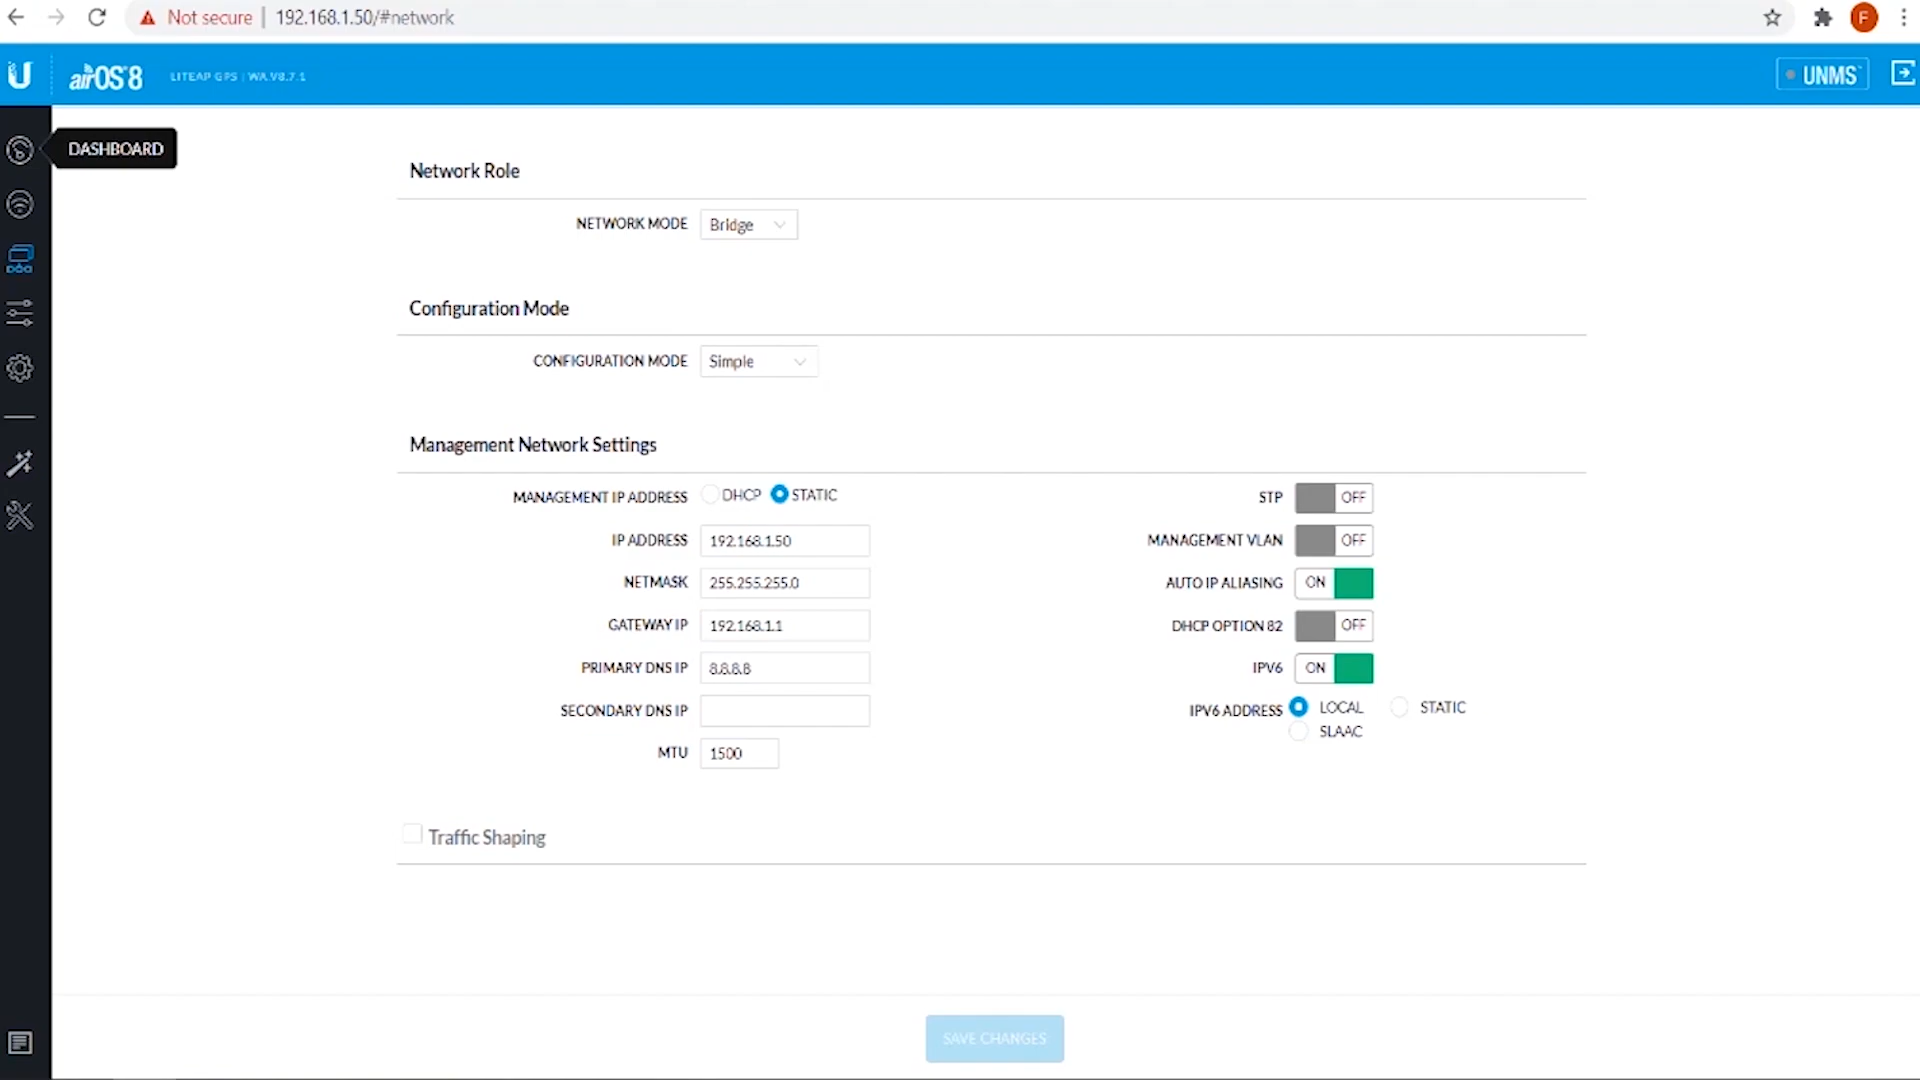 Not secure | 192.168.1.50/#network
F
U airOS 8 LITEAP GPS | WA.V8.7.1 UNMS
DASHBOARD
Network Role
NETWORK MODE Bridge
Configuration Mode
CONFIGURATION MODE Simple
Management Network Settings
MANAGEMENT IP ADDRESS DHCP STATIC
IP ADDRESS 192.168.1.50
NETMASK 255.255.255.0
GATEWAY IP 192.168.1.1
PRIMARY DNS IP 8.8.8.8
SECONDARY DNS IP
MTU 1500
STP OFF
MANAGEMENT VLAN OFF
AUTO IP ALIASING ON
DHCP OPTION 82 OFF
IPV6 ON
IPV6 ADDRESS LOCAL STATIC
SLAAC
Traffic Shaping
SAVE CHANGES